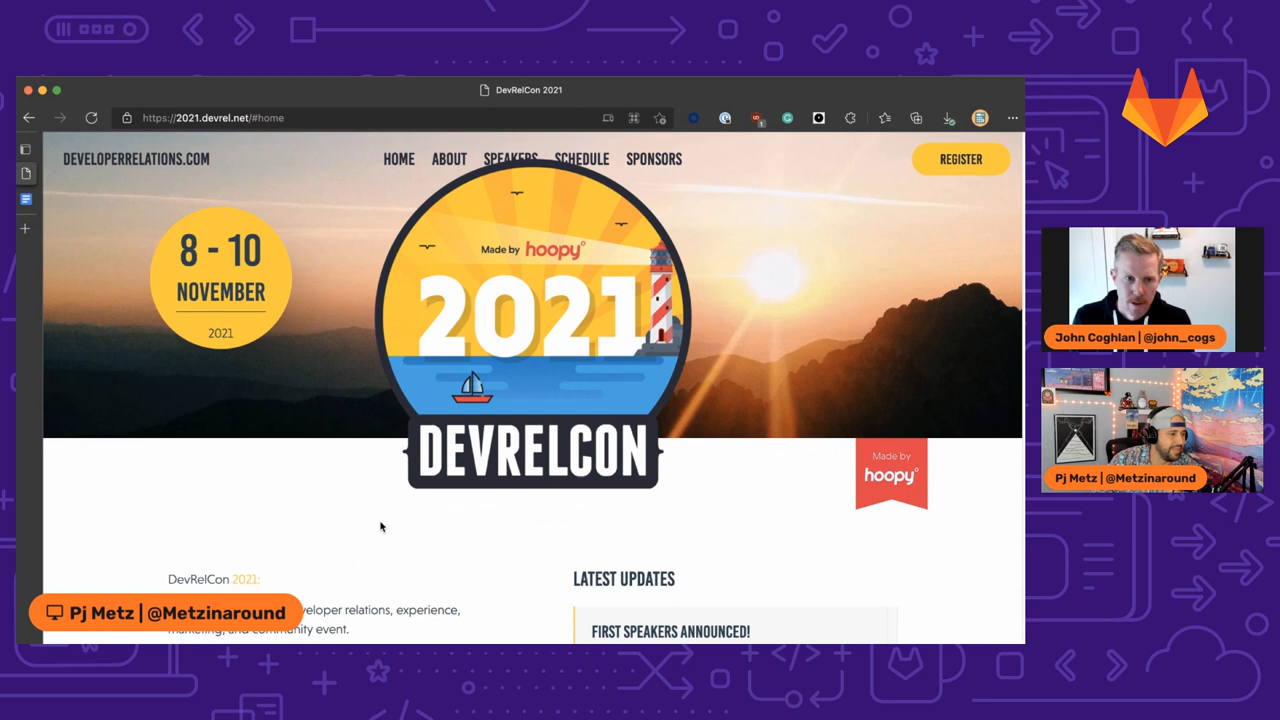 DevRelCon 2021
https://2021.devrel.net/#home
1
DEVELOPERRELATIONS.COM
HOME
ABOUT
SPEAKERS
SCHEDULE
SPONSORS
REGISTER
8 - 10
NOVEMBER
2021
Made by hoopy
2021
DEVRELCON
Made by
hoopy
DevRelCon 2021:
veloper relations, experience,
marketing, and community event.
LATEST UPDATES
FIRST SPEAKERS ANNOUNCED!
Pj Metz | @Metzinaround
John Coghlan | @john_cogs
Pj Metz | @Metzinaround